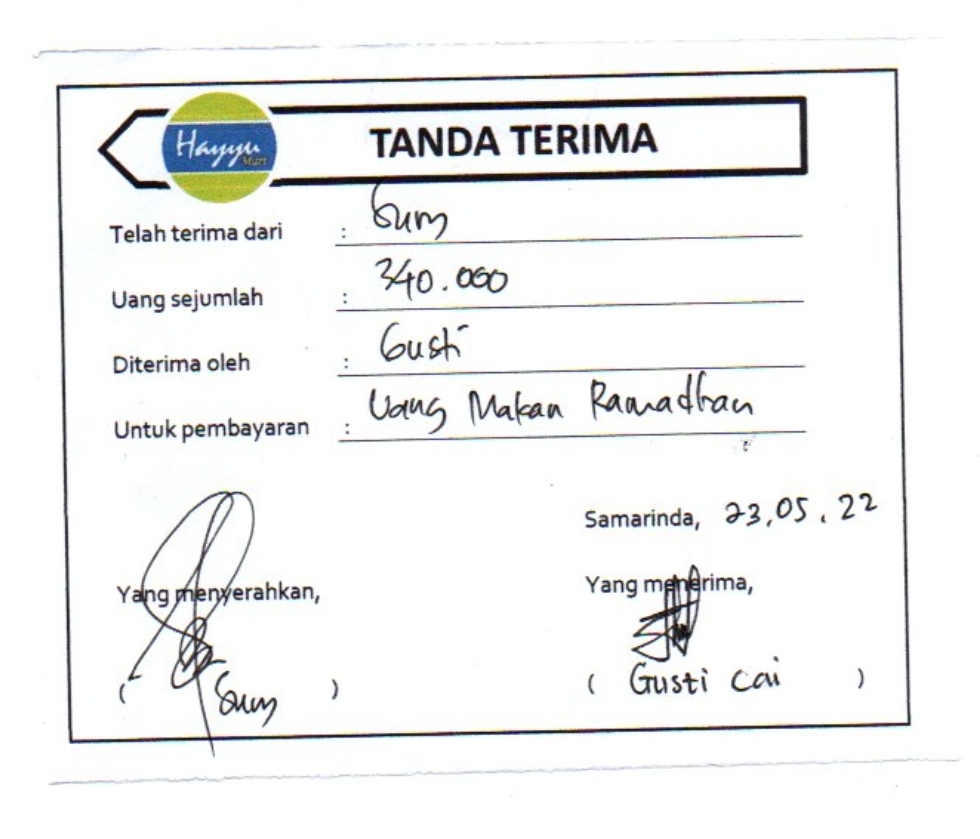 Hayyu
Mart
TANDA TERIMA
Telah terima dari : Sum
Uang sejumlah : 340.000
Diterima oleh : Gusti
Untuk pembayaran : Uang Makan Ramadhan
Samarinda, 23.05.22
Yang menyerahkan, Yang menerima,
( Sum ) ( Gusti Cai )